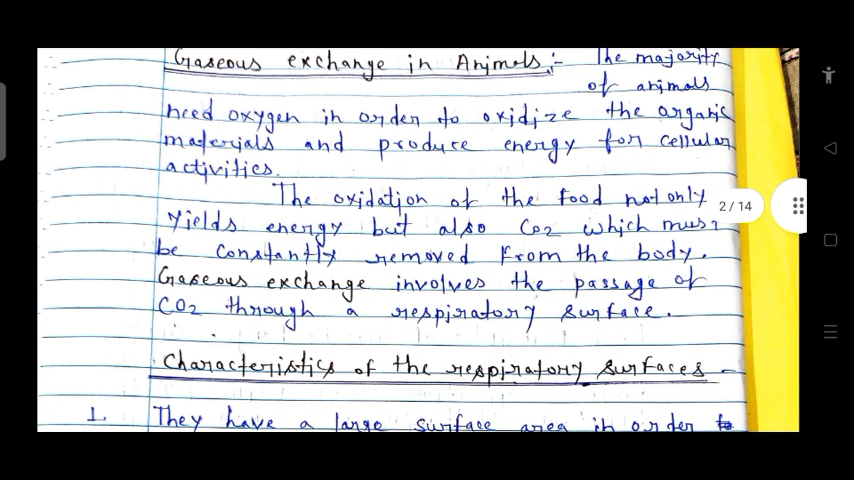 Gaseous exchange in Animals :- The majority
of animals
need oxygen in order to oxidize the organic
materials and produce energy for cellular
activities.
The oxidation of the food not only
yields energy but also CO2 which must
be constantly removed from the body.
Gaseous exchange involves the passage of
CO2 through a respiratory surface.
Characteristics of the respiratory surfaces -
1. They have a large surface area in order to
2/14